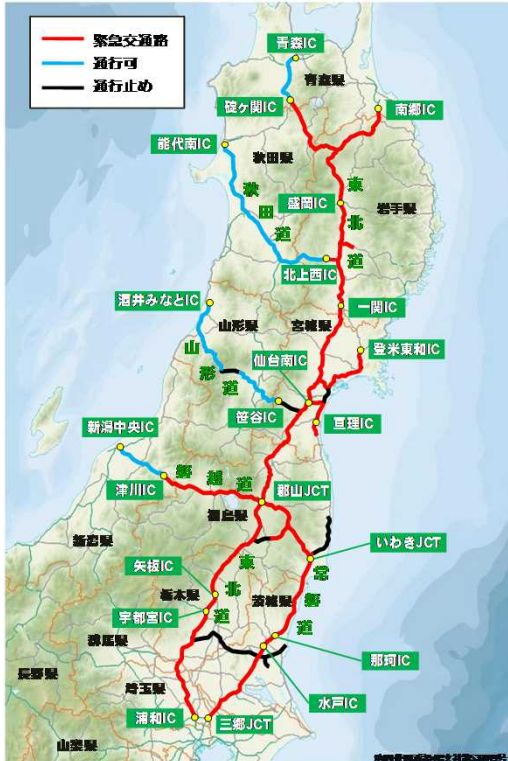 緊急交通路
通行可
通行止め
青森IC
青森県
碇ヶ関IC
南郷IC
能代南IC
秋田県
秋田道
東北道
盛岡IC
岩手県
北上西IC
酒井みなとIC
一関IC
山形県
宮城県
登米東和IC
仙台南IC
山形道
笹谷IC
亘理IC
新潟中央IC
磐越道
津川IC
郡山JCT
福島県
新潟県
いわきJCT
矢板IC
東北道
常磐道
栃木県
茨城県
宇都宮IC
群馬県
那珂IC
長野県
埼玉県
水戸IC
浦和IC
三郷JCT
山梨県